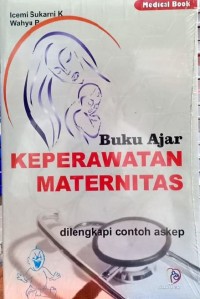 Medical Book
Icemi Sukarni K
Wahyu P
Buku Ajar
KEPERAWATAN
MATERNITAS
dilengkapi contoh askep